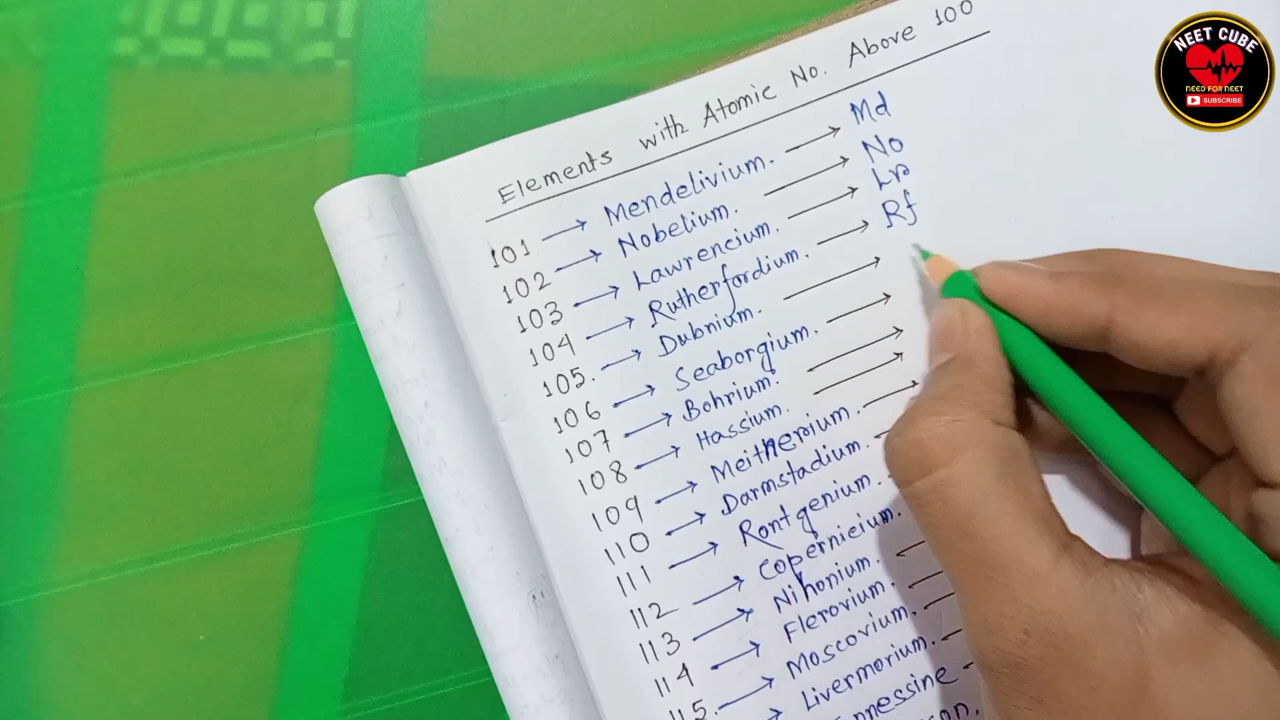 Elements with Atomic No. Above 100
101 → Mendelivium. → Md
102 → Nobelium. → No
103 → Lawrencium. → Lr
104 → Rutherfordium. → Rf
105. → Dubnium. →
106 → Seaborgium. →
107 → Bohrium. →
108 → Hassium. →
109 → Meitnerium. →
110 → Darmstadium.
111 → Rontgenium.
112 → Copernicium.
113 → Nihonium.
114 → Flerovium.
115. → Moscovium.
Livermorium.
NEET CUBE
NEED FOR NEET
SUBSCRIBE